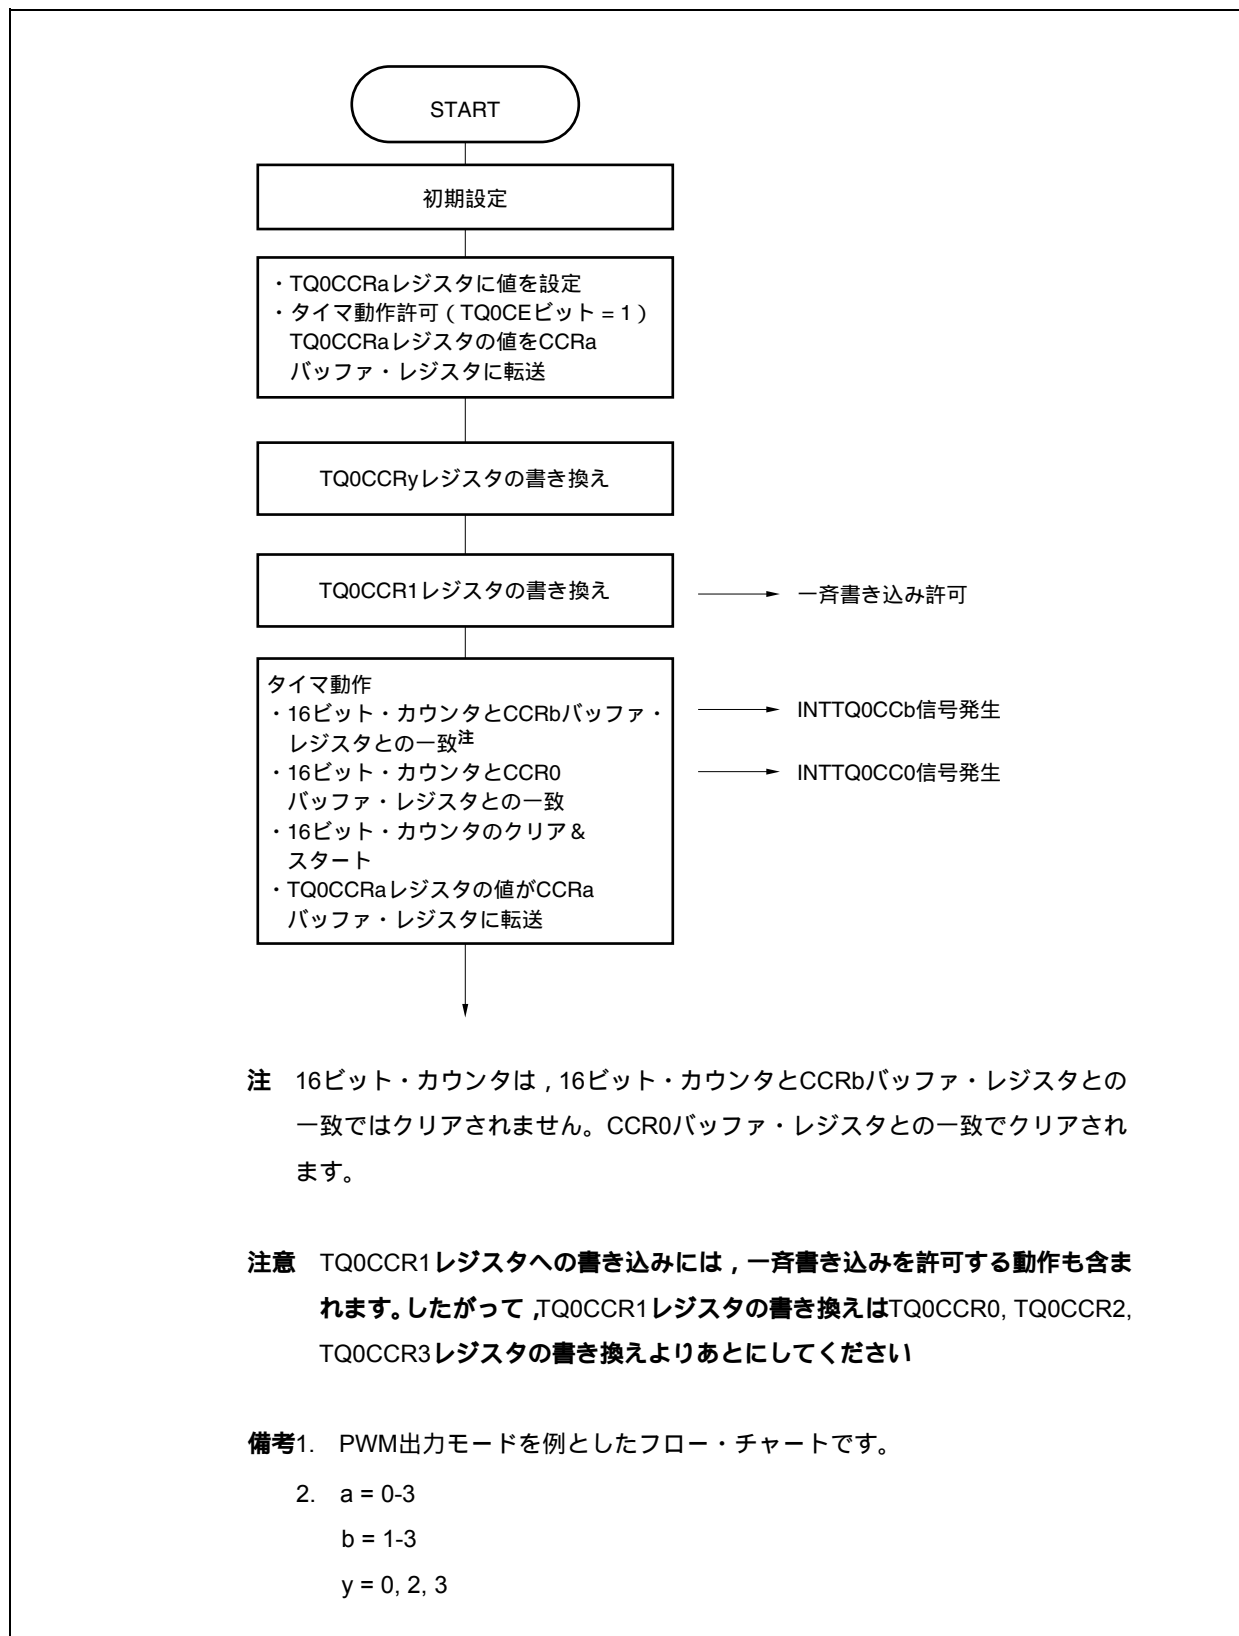 START
初期設定
・TQ0CCRaレジスタに値を設定
・タイマ動作許可（TQ0CEビット = 1）
TQ0CCRaレジスタの値をCCRa
バッファ・レジスタに転送
TQ0CCRyレジスタの書き換え
TQ0CCR1レジスタの書き換え
一斉書き込み許可
タイマ動作
・16ビット・カウンタとCCRbバッファ・
レジスタとの一致注
・16ビット・カウンタとCCR0
バッファ・レジスタとの一致
・16ビット・カウンタのクリア＆
スタート
・TQ0CCRaレジスタの値がCCRa
バッファ・レジスタに転送
INTTQ0CCb信号発生
INTTQ0CC0信号発生
注 16ビット・カウンタは，16ビット・カウンタとCCRbバッファ・レジスタとの
一致ではクリアされません。CCR0バッファ・レジスタとの一致でクリアされ
ます。
注意 TQ0CCR1レジスタへの書き込みには，一斉書き込みを許可する動作も含ま
れます。したがって，TQ0CCR1レジスタの書き換えはTQ0CCR0, TQ0CCR2,
TQ0CCR3レジスタの書き換えよりあとにしてください
備考1. PWM出力モードを例としたフロー・チャートです。
2. a = 0-3
b = 1-3
y = 0, 2, 3